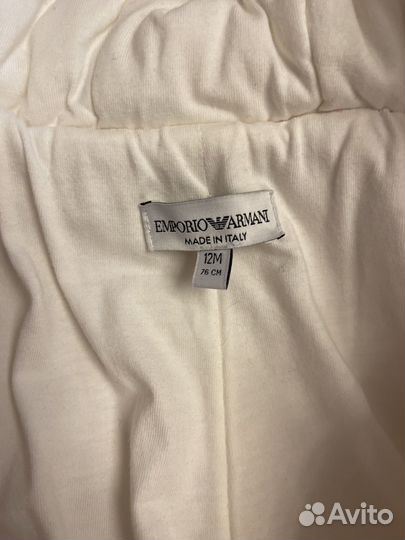 EMPORIO ARMANI
MADE IN ITALY
12M
76 CM
Avito